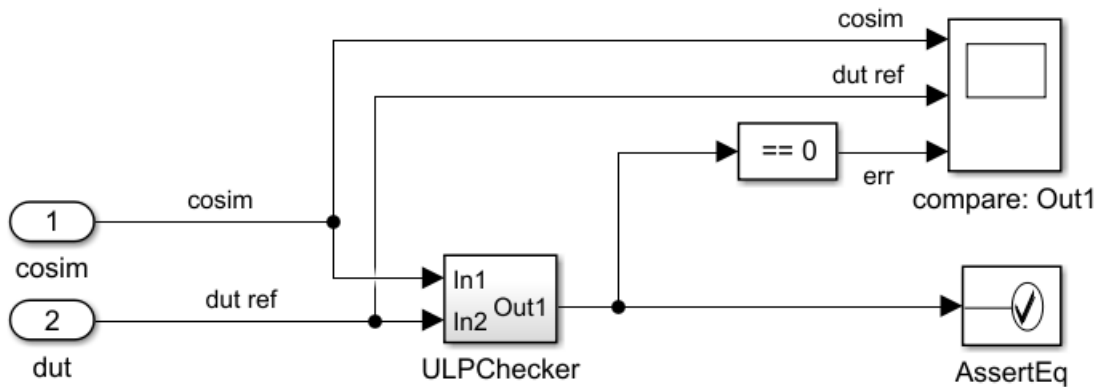 cosim
dut ref
== 0
err
compare: Out1
cosim
1
cosim
In1
Out1
In2
dut ref
2
dut
ULPChecker
AssertEq